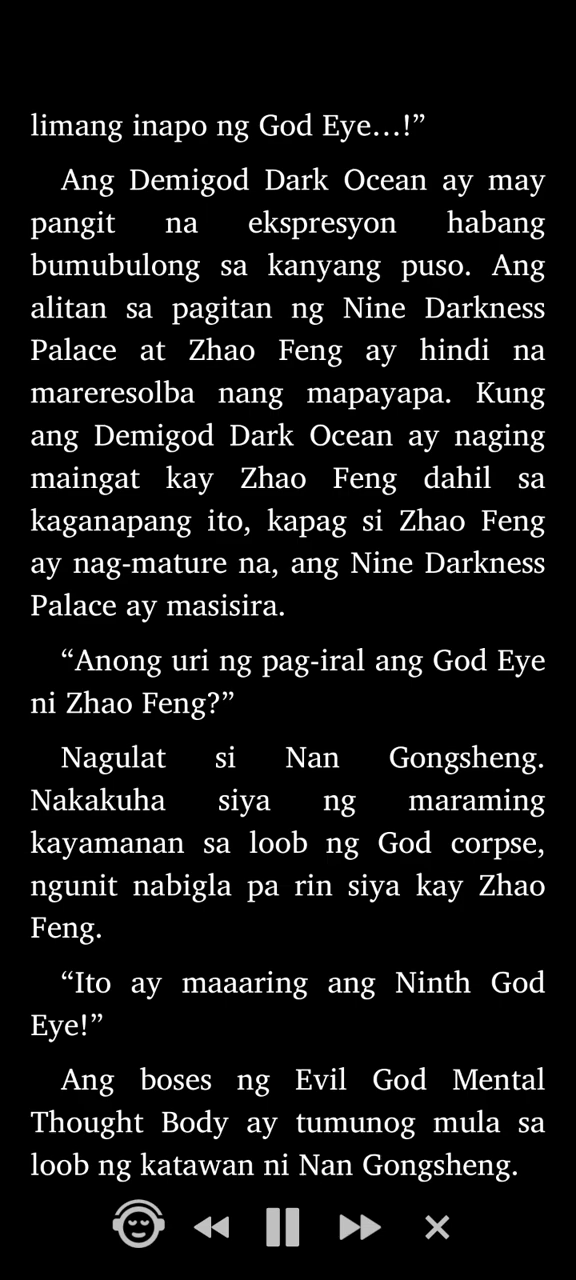 limang inapo ng God Eye…!”
Ang Demigod Dark Ocean ay may
pangit na ekspresyon habang
bumubulong sa kanyang puso. Ang
alitan sa pagitan ng Nine Darkness
Palace at Zhao Feng ay hindi na
mareresolba nang mapayapa. Kung
ang Demigod Dark Ocean ay naging
maingat kay Zhao Feng dahil sa
kaganapang ito, kapag si Zhao Feng
ay nag-mature na, ang Nine Darkness
Palace ay masisira.
“Anong uri ng pag-iral ang God Eye
ni Zhao Feng?”
Nagulat si Nan Gongsheng.
Nakakuha siya ng maraming
kayamanan sa loob ng God corpse,
ngunit nabigla pa rin siya kay Zhao
Feng.
“Ito ay maaaring ang Ninth God
Eye!”
Ang boses ng Evil God Mental
Thought Body ay tumunog mula sa
loob ng katawan ni Nan Gongsheng.